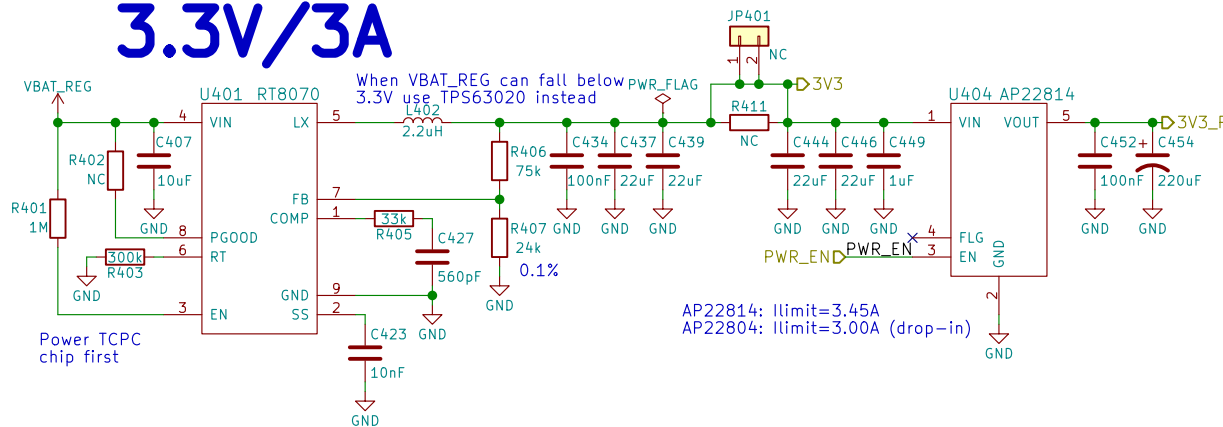 3.3V/3A
JP401
NC
1
2
VBAT_REG
When VBAT_REG can fall below
3.3V use TPS63020 instead
PWR_FLAG
3V3
U401
RT8070
L402
2.2uH
R411
NC
U404
AP22814
4
VIN
LX
5
1
VIN
VOUT
5
3V3_P
R402
NC
C407
10uF
R406
75k
C434
100nF
C437
22uF
C439
22uF
C444
22uF
C446
22uF
C449
1uF
C452
100nF
C454
+
220uF
R401
1M
GND
FB
7
COMP
1
33k
R405
GND
GND
GND
GND
GND
GND
GND
GND
8
PGOOD
R407
24k
0.1%
C427
560pF
4
FLG
GND
6
RT
300k
R403
GND
PWR_EN
PWR_EN
3
EN
GND
9
GND
2
3
EN
SS
2
GND
AP22814: Ilimit=3.45A
AP22804: Ilimit=3.00A (drop-in)
Power TCPC
chip first
C423
10nF
GND
GND
GND